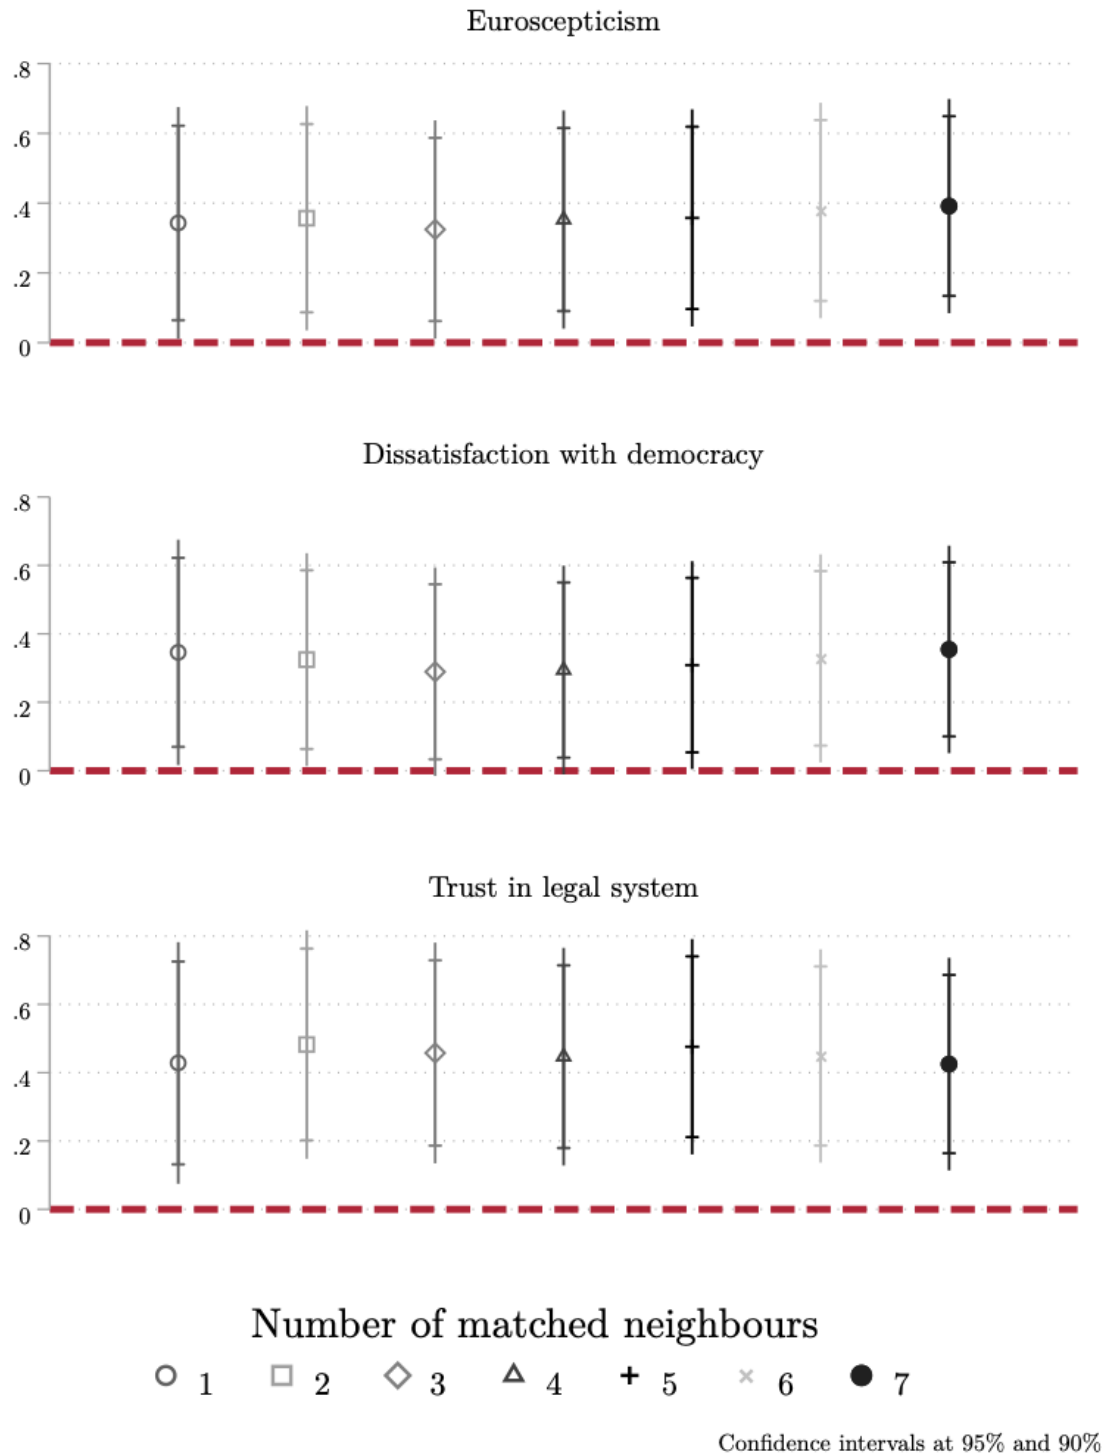 Euroscepticism
.8
.6
.4
.2
0
Dissatisfaction with democracy
.8
.6
.4
.2
0
Trust in legal system
.8
.6
.4
.2
0
Number of matched neighbours
1 2 3 4 5 6 7
Confidence intervals at 95% and 90%